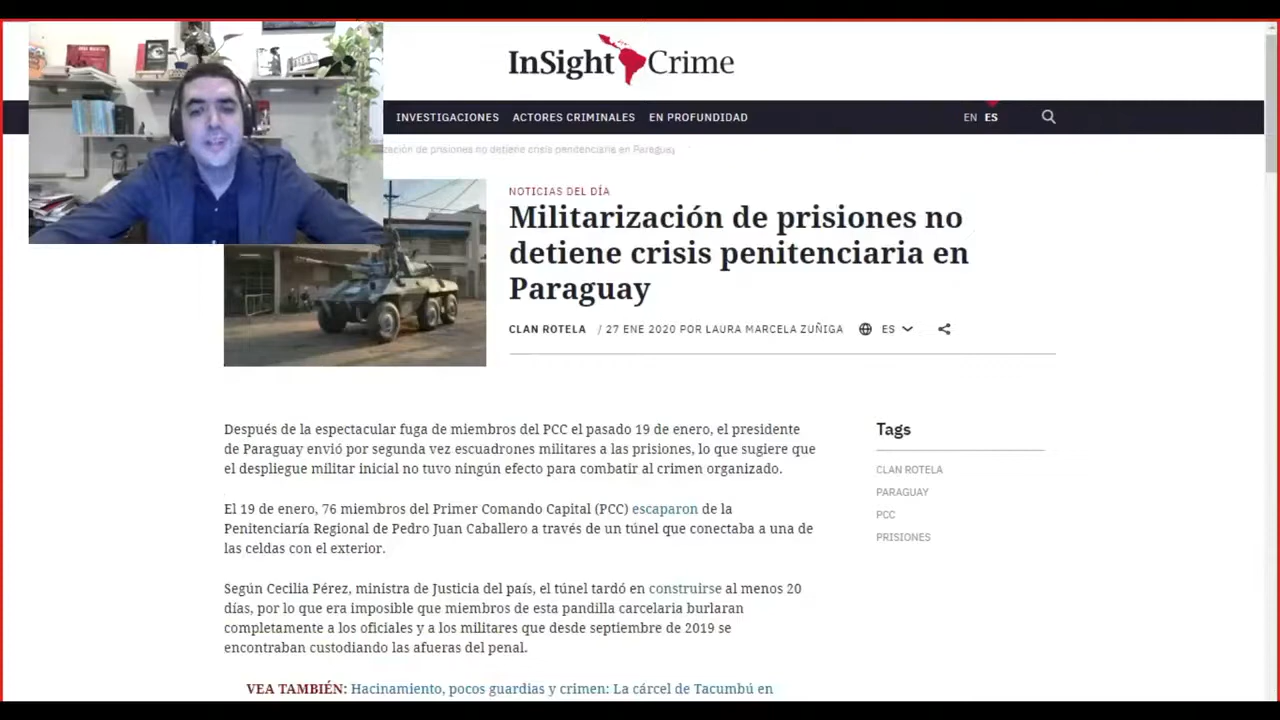 InSight Crime
INVESTIGACIONES ACTORES CRIMINALES EN PROFUNDIDAD EN ES
de prisiones no detiene crisis penitenciaria en Paraguay
NOTICIAS DEL DÍA
Militarización de prisiones no
detiene crisis penitenciaria en
Paraguay
CLAN ROTELA / 27 ENE 2020 POR LAURA MARCELA ZUÑIGA ES
Después de la espectacular fuga de miembros del PCC el pasado 19 de enero, el presidente
de Paraguay envió por segunda vez escuadrones militares a las prisiones, lo que sugiere que
el despliegue militar inicial no tuvo ningún efecto para combatir al crimen organizado.
El 19 de enero, 76 miembros del Primer Comando Capital (PCC) escaparon de la
Penitenciaría Regional de Pedro Juan Caballero a través de un túnel que conectaba a una de
las celdas con el exterior.
Según Cecilia Pérez, ministra de Justicia del país, el túnel tardó en construirse al menos 20
días, por lo que era imposible que miembros de esta pandilla carcelaria burlaran
completamente a los oficiales y a los militares que desde septiembre de 2019 se
encontraban custodiando las afueras del penal.
VEA TAMBIÉN: Hacinamiento, pocos guardias y crimen: La cárcel de Tacumbú en
Tags
CLAN ROTELA
PARAGUAY
PCC
PRISIONES